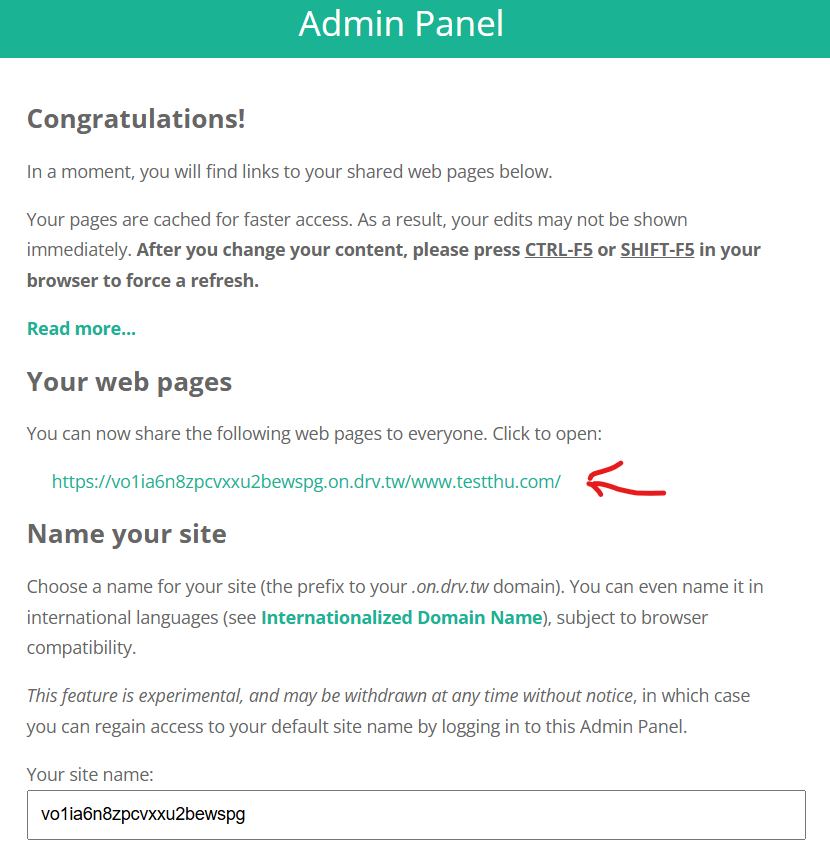 Admin Panel
Congratulations!
In a moment, you will find links to your shared web pages below.
Your pages are cached for faster access. As a result, your edits may not be shown
immediately. After you change your content, please press CTRL-F5 or SHIFT-F5 in your
browser to force a refresh.
Read more...
Your web pages
You can now share the following web pages to everyone. Click to open:
https://vo1ia6n8zpcvxxu2bewspg.on.drv.tw/www.testthu.com/
Name your site
Choose a name for your site (the prefix to your .on.drv.tw domain). You can even name it in
international languages (see Internationalized Domain Name), subject to browser
compatibility.
This feature is experimental, and may be withdrawn at any time without notice, in which case
you can regain access to your default site name by logging in to this Admin Panel.
Your site name:
vo1ia6n8zpcvxxu2bewspg